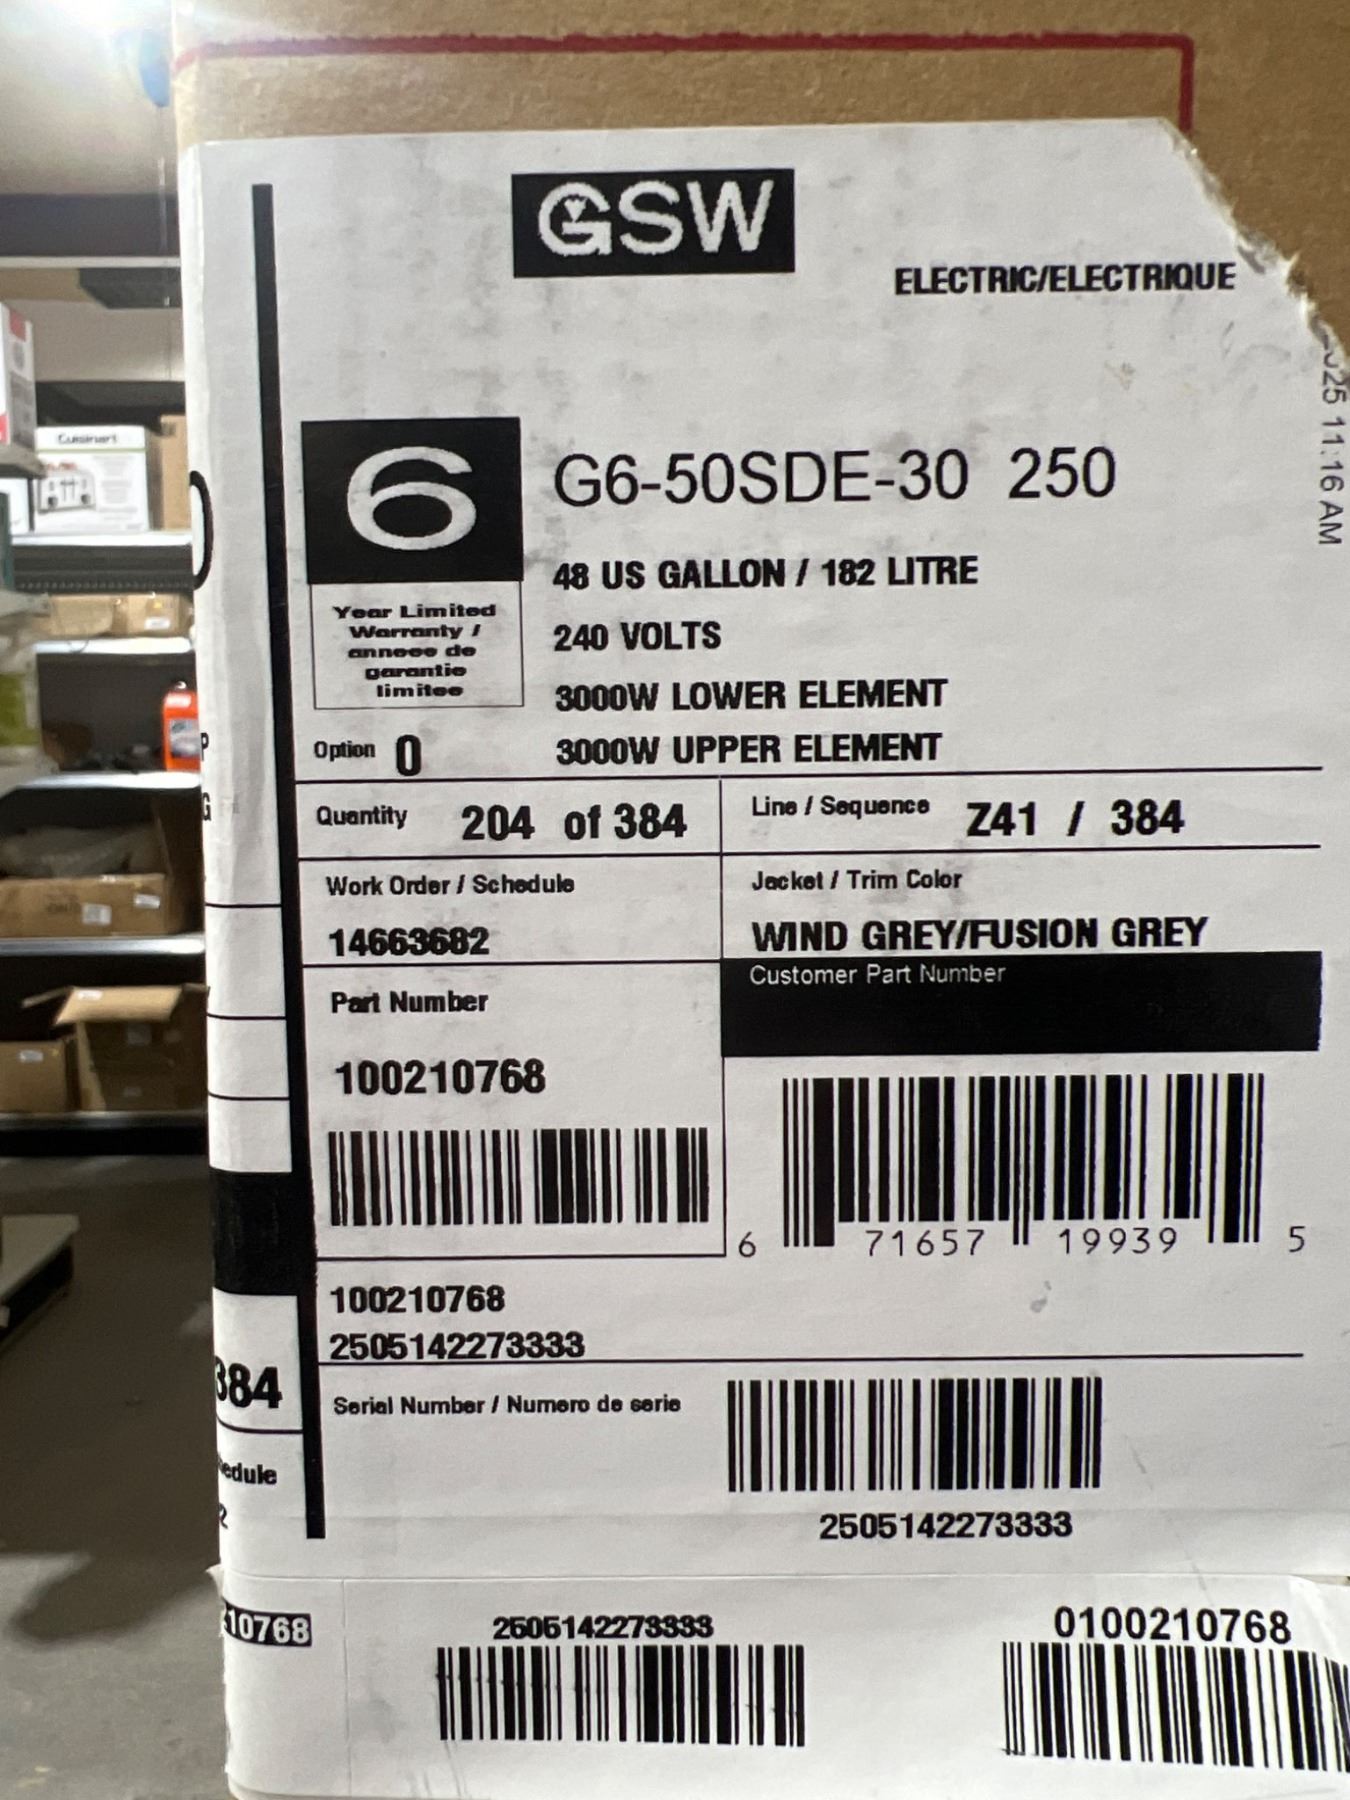 GSW
ELECTRIC/ELECTRIQUE
11:16 AM
Cuisinart
6
G6-50SDE-30 250
48 US GALLON / 182 LITRE
240 VOLTS
3000W LOWER ELEMENT
3000W UPPER ELEMENT
Year Limited
Warranty /
annee de
garantie
limitee
Option 0
Quantity 204 of 384
Line / Sequence Z41 / 384
Work Order / Schedule
14663682
Jacket / Trim Color
WIND GREY/FUSION GREY
Part Number
100210768
Customer Part Number
6 71657 19939 5
100210768
2505142273333
Serial Number / Numero de serie
2505142273333
384
edule
2
10768
2505142273333
0100210768